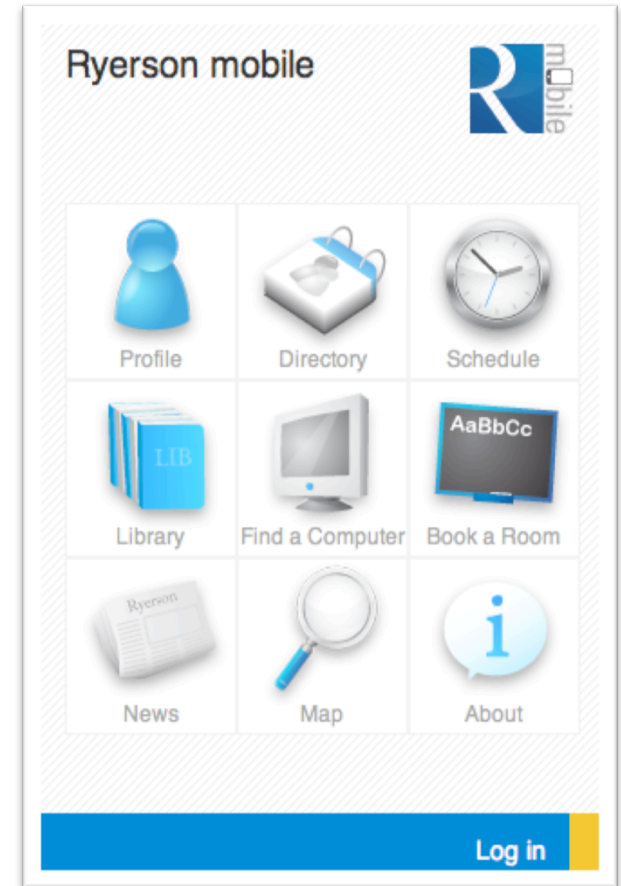 Ryerson mobile
R mobile
Profile
Directory
Schedule
LIB
Library
Find a Computer
AaBbCc
Book a Room
Ryerson
News
Map
i
About
Log in